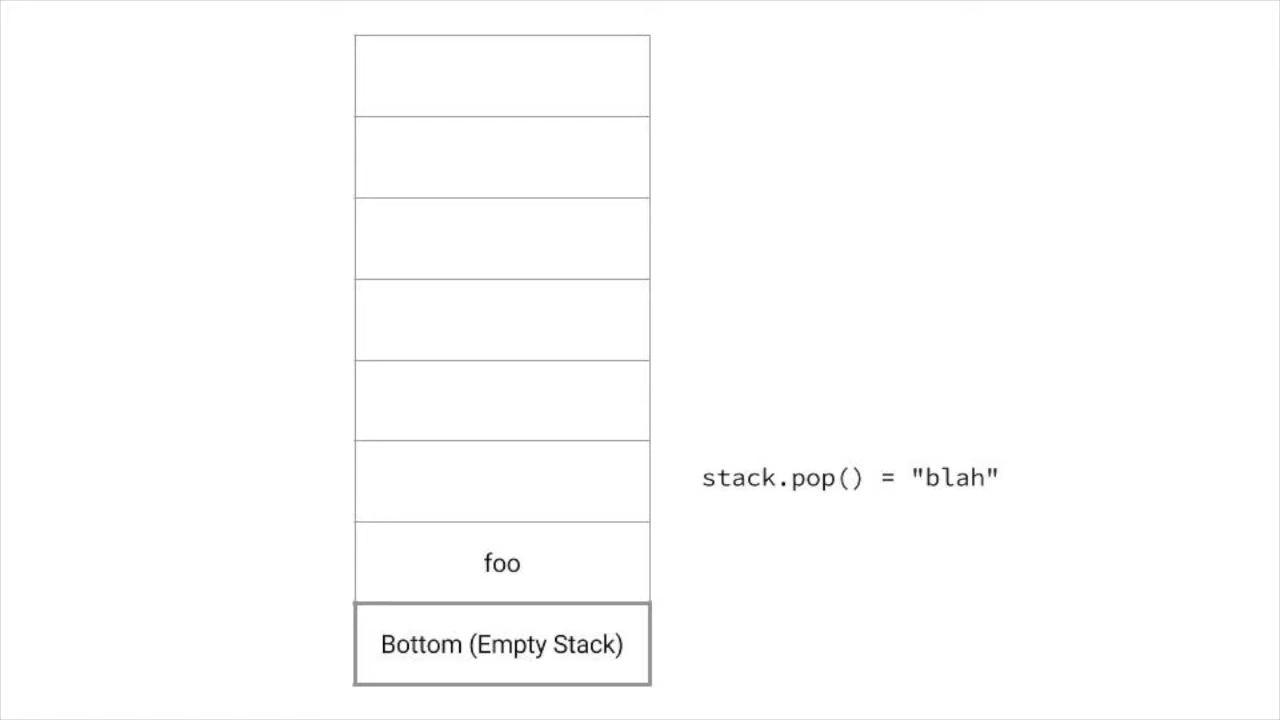 stack.pop() = "blah"
foo
Bottom (Empty Stack)